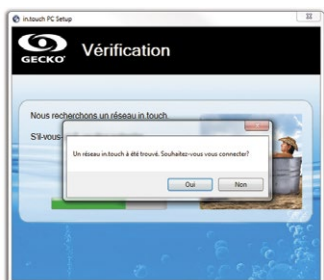 in.touch PC Setup
GECKO
Vérification
Nous recherchons un réseau in.touch.
S'il-vous-
Un réseau in.touch à été trouvé. Souhaitez-vous vous connecter?
Oui
Non